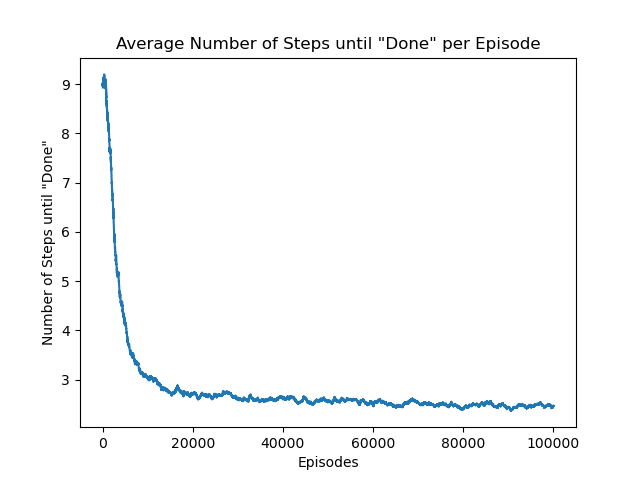 Average Number of Steps until "Done" per Episode
Number of Steps until "Done"
9
8
7
6
5
4
3
0 20000 40000 60000 80000 100000
Episodes